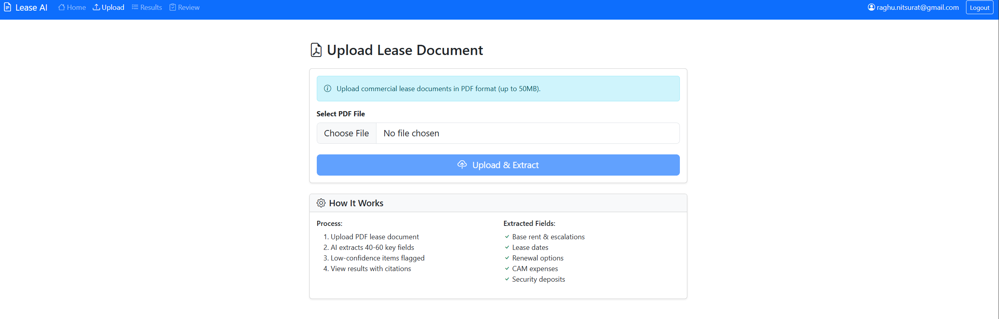 Lease AI Home Upload Results Review raghu.nitsurat@gmail.com Logout
Upload Lease Document
Upload commercial lease documents in PDF format (up to 50MB).
Select PDF File
Choose File No file chosen
Upload & Extract
How It Works
Process:
1. Upload PDF lease document
2. AI extracts 40-60 key fields
3. Low-confidence items flagged
4. View results with citations
Extracted Fields:
Base rent & escalations
Lease dates
Renewal options
CAM expenses
Security deposits